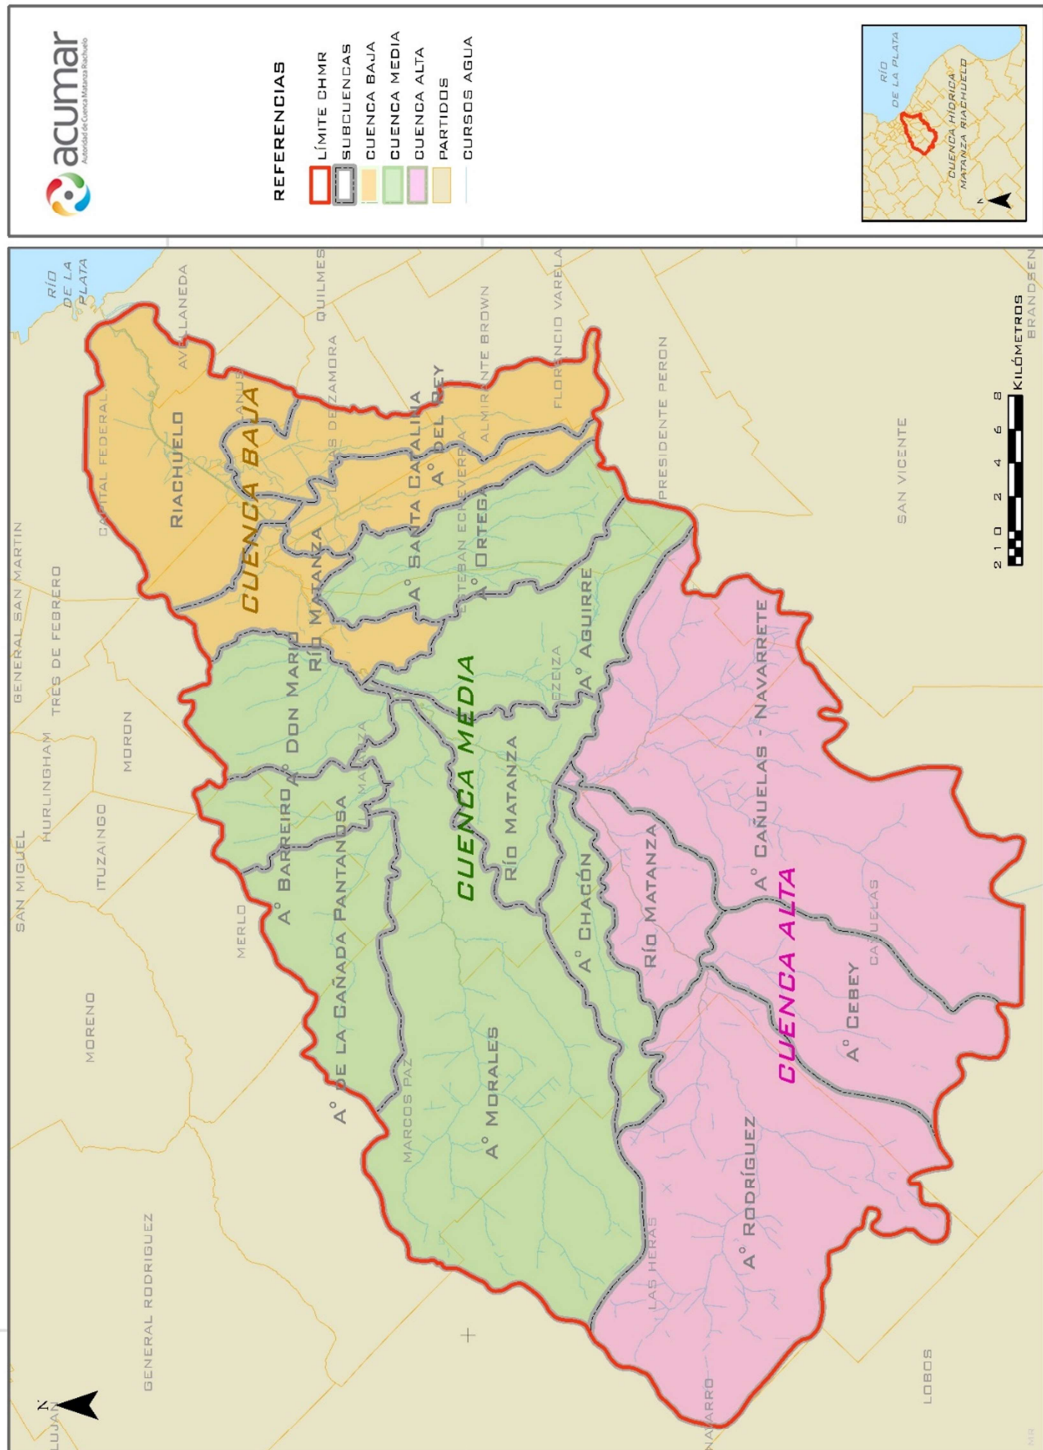 acumar
Autoridad de Cuenca Matanza Riachuelo
REFERENCIAS
LÍMITE CHMR
SUBCUENCAS
CUENCA BAJA
CUENCA MEDIA
CUENCA ALTA
PARTIDOS
CURSOS AGUA
RÍO
DE LA PLATA
CUENCA HÍDRICA
MATANZA RIACHUELO
N
N
LUJAN
GENERAL RODRIGUEZ
MORENO
SAN MIGUEL
HURLINGHAM
ITUZAINGO
MERLO
MORON
TRES DE FEBRERO
GENERAL SAN MARTIN
CAPITAL FEDERAL
RÍO
DE LA
PLATA
AVELLANEDA
LANUS
QUILMES
LOMAS DE ZAMORA
ALMIRANTE BROWN
ESTEBAN ECHEVERRIA
FLORENCIO VARELA
PRESIDENTE PERON
SAN VICENTE
BRANDSEN
EZEIZA
LA MATANZA
MARCOS PAZ
LAS HERAS
NAVARRO
LOBOS
CAÑUELAS
CUENCA BAJA
RIACHUELO
RÍO MATANZA
A° SANTA CATALINA
A° DEL REY
CUENCA MEDIA
A° ORTEGA
A° AGUIRRE
A° DON MARIO
A° BARREIRO
A° DE LA CAÑADA PANTANOSA
A° MORALES
RÍO MATANZA
A° CHACÓN
CUENCA ALTA
RÍO MATANZA
A° CAÑUELAS - NAVARRETE
A° CEBEY
A° RODRÍGUEZ
2 1 0 2 4 6 8
KILÓMETROS